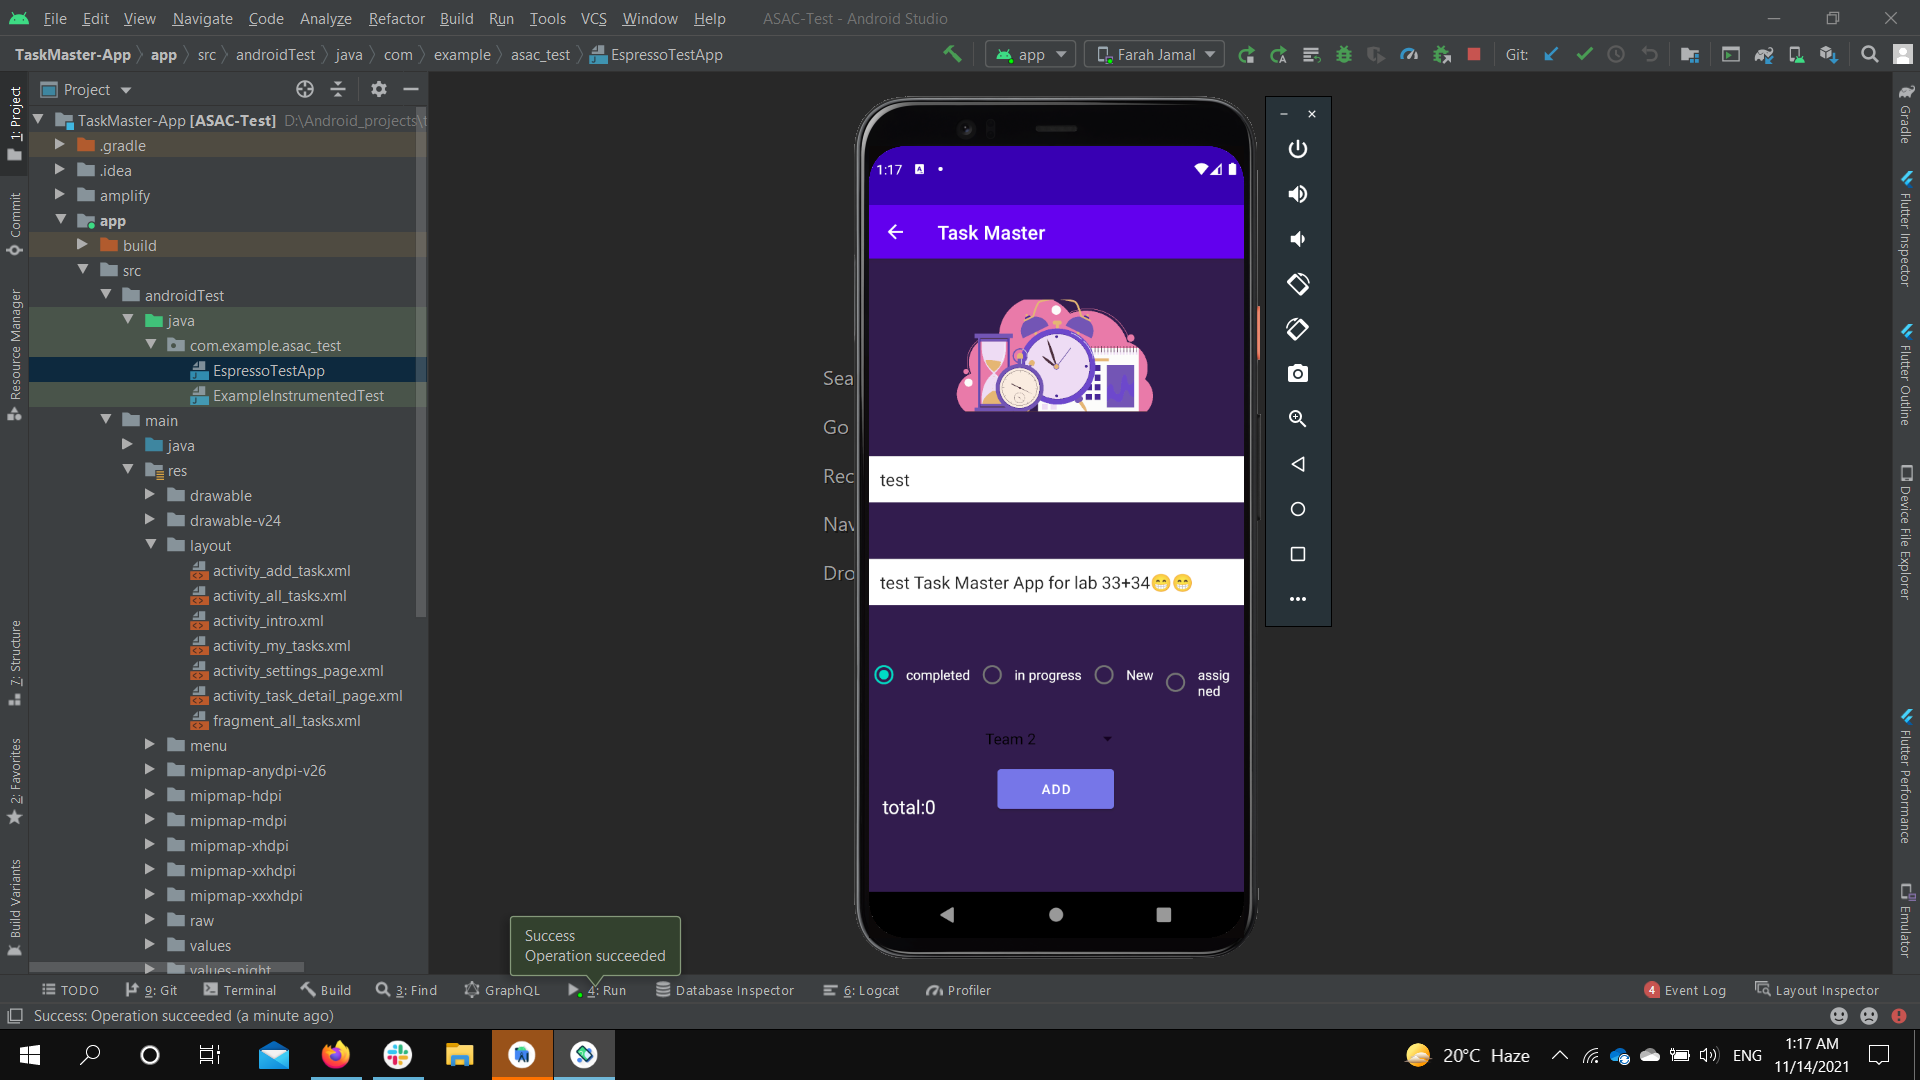 File Edit View Navigate Code Analyze Refactor Build Run Tools VCS Window Help ASAC-Test - Android Studio
TaskMaster-App app src androidTest java com example asac_test EspressoTestApp app Farah Jamal Git:
Project
TaskMaster-App [ASAC-Test] D:\Android_projects\t
.gradle
.idea
amplify
app
build
src
androidTest
java
com.example.asac_test
EspressoTestApp
ExampleInstrumentedTest
main
java
res
drawable
drawable-v24
layout
activity_add_task.xml
activity_all_tasks.xml
activity_intro.xml
activity_my_tasks.xml
activity_settings_page.xml
activity_task_detail_page.xml
fragment_all_tasks.xml
menu
mipmap-anydpi-v26
mipmap-hdpi
mipmap-mdpi
mipmap-xhdpi
mipmap-xxhdpi
mipmap-xxxhdpi
raw
values
values-night
1: Project
Commit
Resource Manager
7: Structure
2: Favorites
Build Variants
Sea
Go
Rec
Nav
Dro
1:17
Task Master
test
test Task Master App for lab 33+34😁😁
completed in progress New assig
ned
Team 2
ADD
total:0
Gradle
Flutter Inspector
Flutter Outline
Device File Explorer
Flutter Performance
Emulator
Success
Operation succeeded
TODO 9: Git Terminal Build 3: Find GraphQL 4: Run Database Inspector 6: Logcat Profiler 4 Event Log Layout Inspector
Success: Operation succeeded (a minute ago)
20°C Haze ENG 1:17 AM
11/14/2021